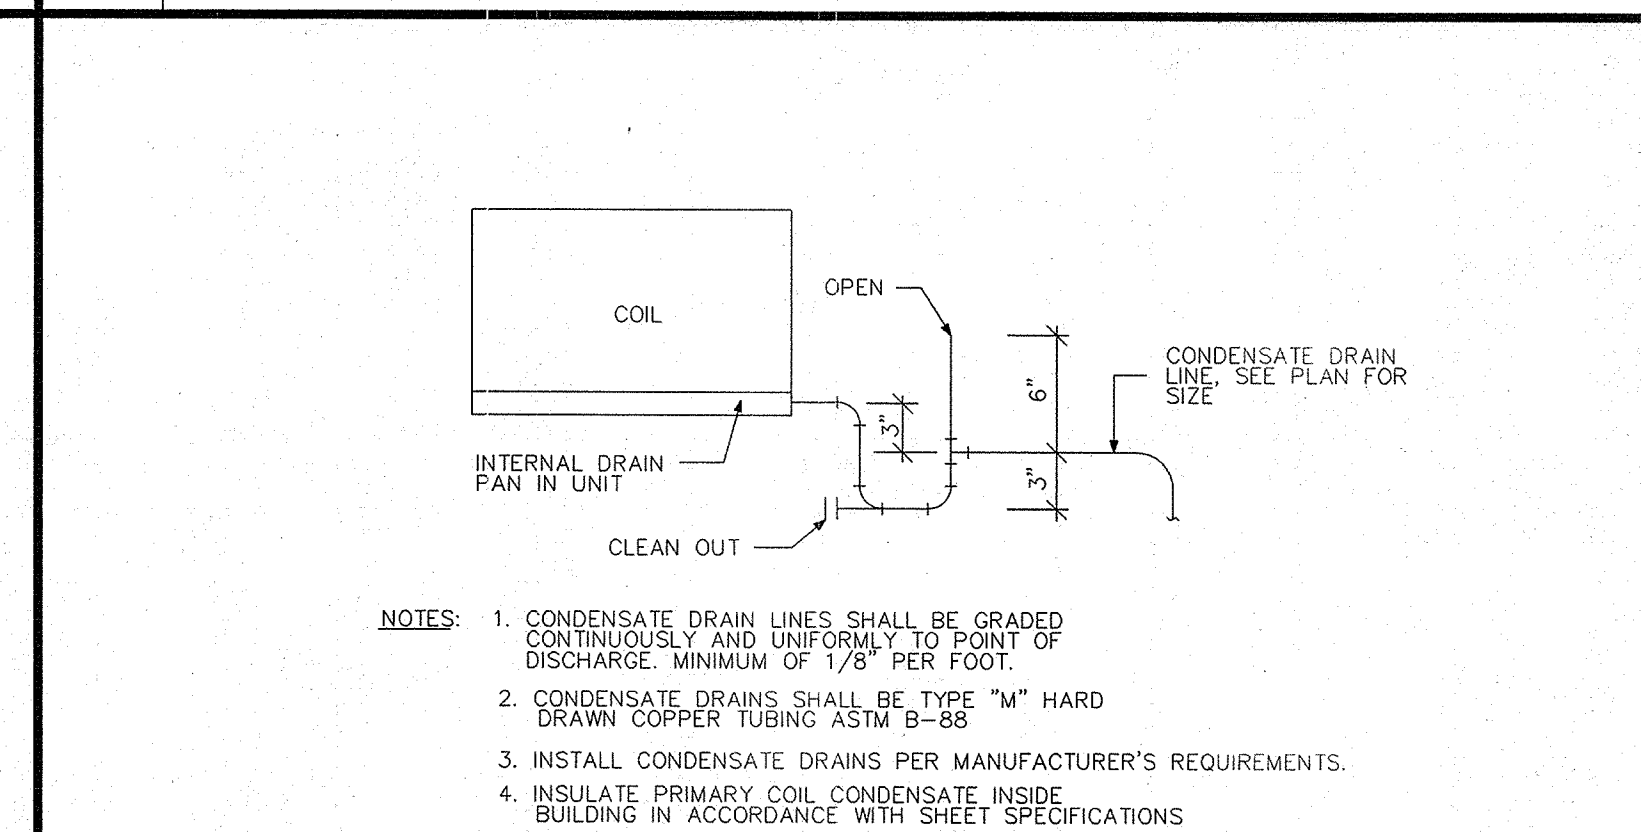 COIL
OPEN
CONDENSATE DRAIN
LINE, SEE PLAN FOR
SIZE
6"
3"
3"
INTERNAL DRAIN
PAN IN UNIT
CLEAN OUT
NOTES: 1. CONDENSATE DRAIN LINES SHALL BE GRADED
CONTINUOUSLY AND UNIFORMLY TO POINT OF
DISCHARGE. MINIMUM OF 1/8" PER FOOT.
2. CONDENSATE DRAINS SHALL BE TYPE "M" HARD
DRAWN COPPER TUBING ASTM B-88
3. INSTALL CONDENSATE DRAINS PER MANUFACTURER'S REQUIREMENTS.
4. INSULATE PRIMARY COIL CONDENSATE INSIDE
BUILDING IN ACCORDANCE WITH SHEET SPECIFICATIONS